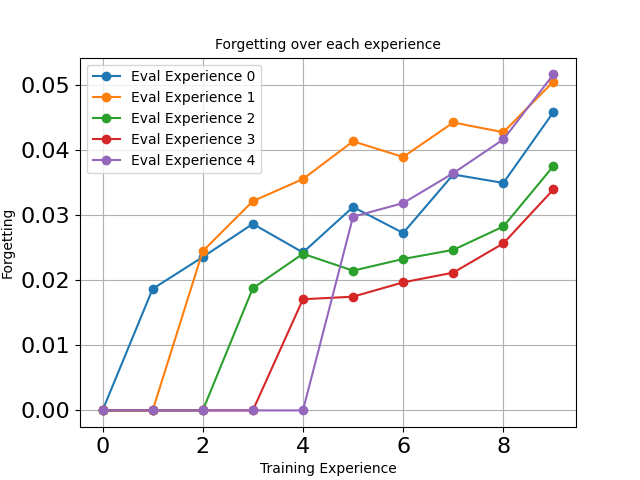 Forgetting over each experience
Eval Experience 0
Eval Experience 1
Eval Experience 2
Eval Experience 3
Eval Experience 4
0.05
0.04
0.03
0.02
0.01
0.00
Forgetting
0 2 4 6 8
Training Experience